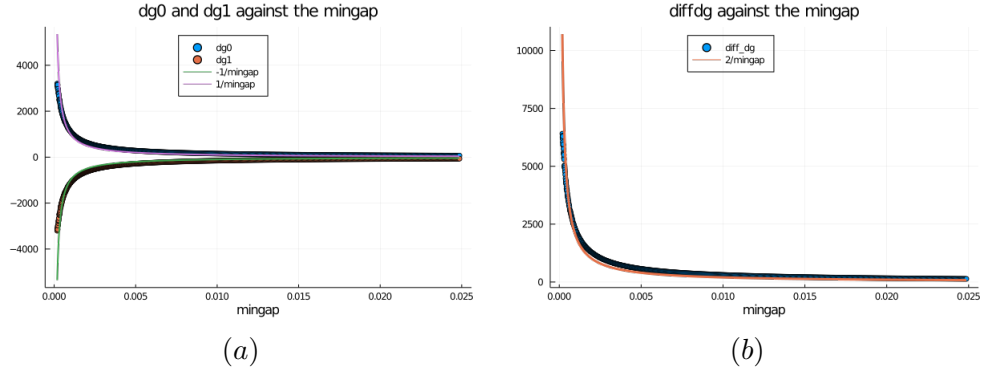 dg0 and dg1 against the mingap
dg0
dg1
-1/mingap
1/mingap
4000
2000
0
−2000
−4000
0.000 0.005 0.010 0.015 0.020 0.025
mingap
(a)
diffdg against the mingap
diff_dg
2/mingap
10000
7500
5000
2500
0
0.000 0.005 0.010 0.015 0.020 0.025
mingap
(b)